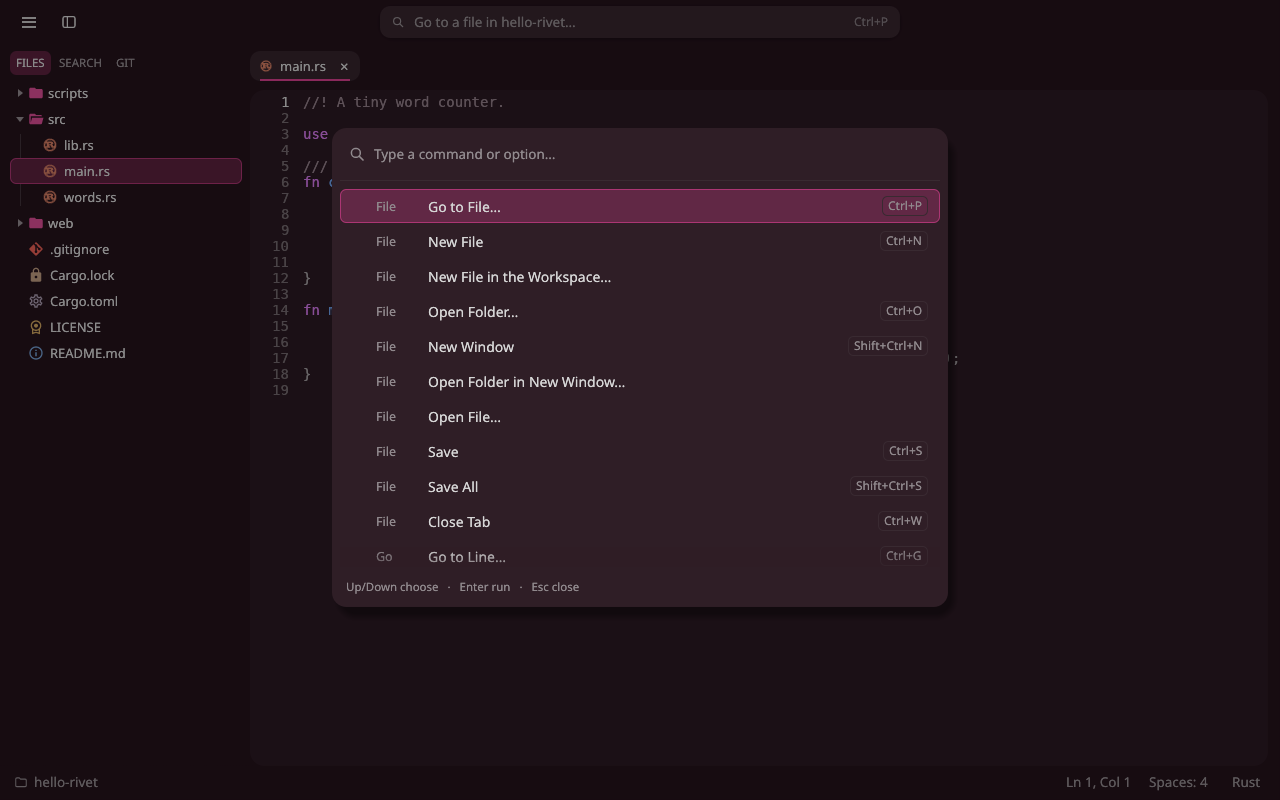 Go to a file in hello-rivet... Ctrl+P
FILES SEARCH GIT
main.rs
scripts
src
lib.rs
main.rs
words.rs
web
.gitignore
Cargo.lock
Cargo.toml
LICENSE
README.md
1 //! A tiny word counter.
2
3 use
4
5 ///
6 fn
7
8
9
10
11
12 }
13
14 fn
15
16
17 ;
18 }
19
Type a command or option...
File Go to File... Ctrl+P
File New File Ctrl+N
File New File in the Workspace...
File Open Folder... Ctrl+O
File New Window Shift+Ctrl+N
File Open Folder in New Window...
File Open File...
File Save Ctrl+S
File Save All Shift+Ctrl+S
File Close Tab Ctrl+W
Go Go to Line... Ctrl+G
Up/Down choose · Enter run · Esc close
hello-rivet
Ln 1, Col 1 Spaces: 4 Rust